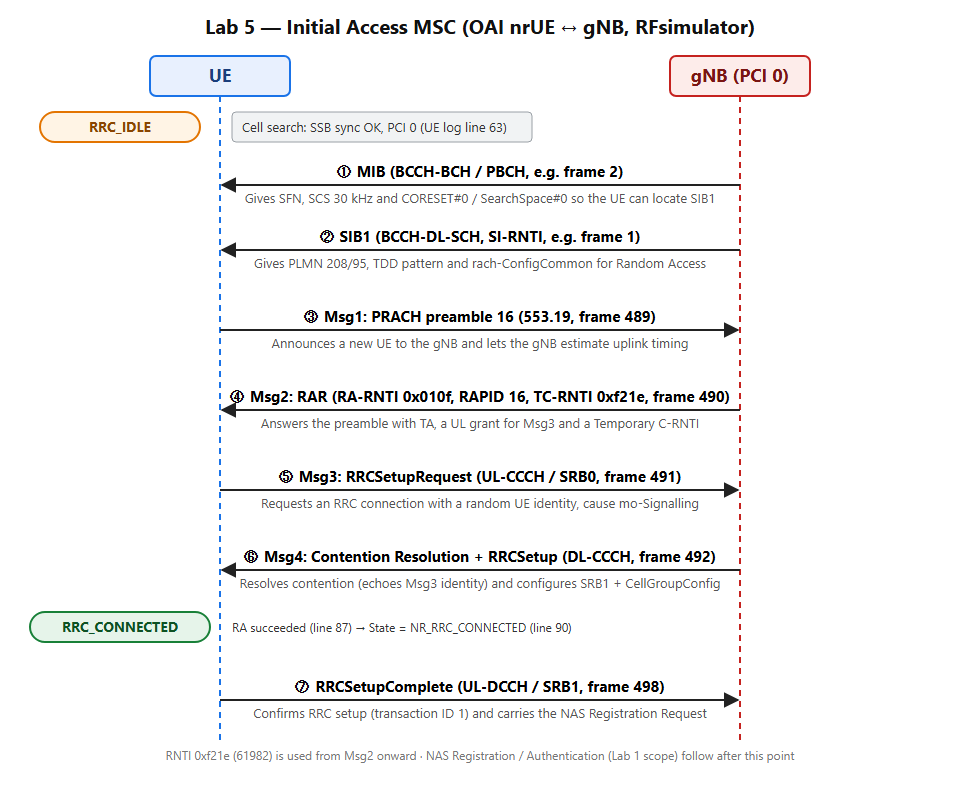 Lab 5 — Initial Access MSC (OAI nrUE ↔ gNB, RFsimulator)
UE
gNB (PCI 0)
RRC_IDLE
Cell search: SSB sync OK, PCI 0 (UE log line 63)
① MIB (BCCH-BCH / PBCH, e.g. frame 2)
Gives SFN, SCS 30 kHz and CORESET#0 / SearchSpace#0 so the UE can locate SIB1
② SIB1 (BCCH-DL-SCH, SI-RNTI, e.g. frame 1)
Gives PLMN 208/95, TDD pattern and rach-ConfigCommon for Random Access
③ Msg1: PRACH preamble 16 (553.19, frame 489)
Announces a new UE to the gNB and lets the gNB estimate uplink timing
④ Msg2: RAR (RA-RNTI 0x010f, RAPID 16, TC-RNTI 0xf21e, frame 490)
Answers the preamble with TA, a UL grant for Msg3 and a Temporary C-RNTI
⑤ Msg3: RRCSetupRequest (UL-CCCH / SRB0, frame 491)
Requests an RRC connection with a random UE identity, cause mo-Signalling
⑥ Msg4: Contention Resolution + RRCSetup (DL-CCCH, frame 492)
Resolves contention (echoes Msg3 identity) and configures SRB1 + CellGroupConfig
RRC_CONNECTED
RA succeeded (line 87) → State = NR_RRC_CONNECTED (line 90)
⑦ RRCSetupComplete (UL-DCCH / SRB1, frame 498)
Confirms RRC setup (transaction ID 1) and carries the NAS Registration Request
RNTI 0xf21e (61982) is used from Msg2 onward · NAS Registration / Authentication (Lab 1 scope) follow after this point